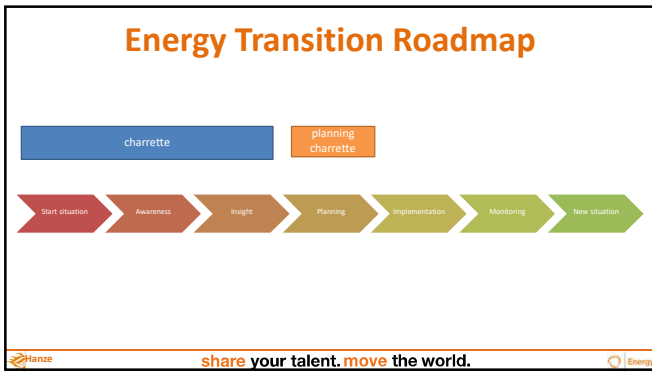 Energy Transition Roadmap
charrette
planning
charrette
Start situation
Awareness
Insight
Planning
Implementation
Monitoring
New situation
Hanze
share your talent. move the world.
Energy